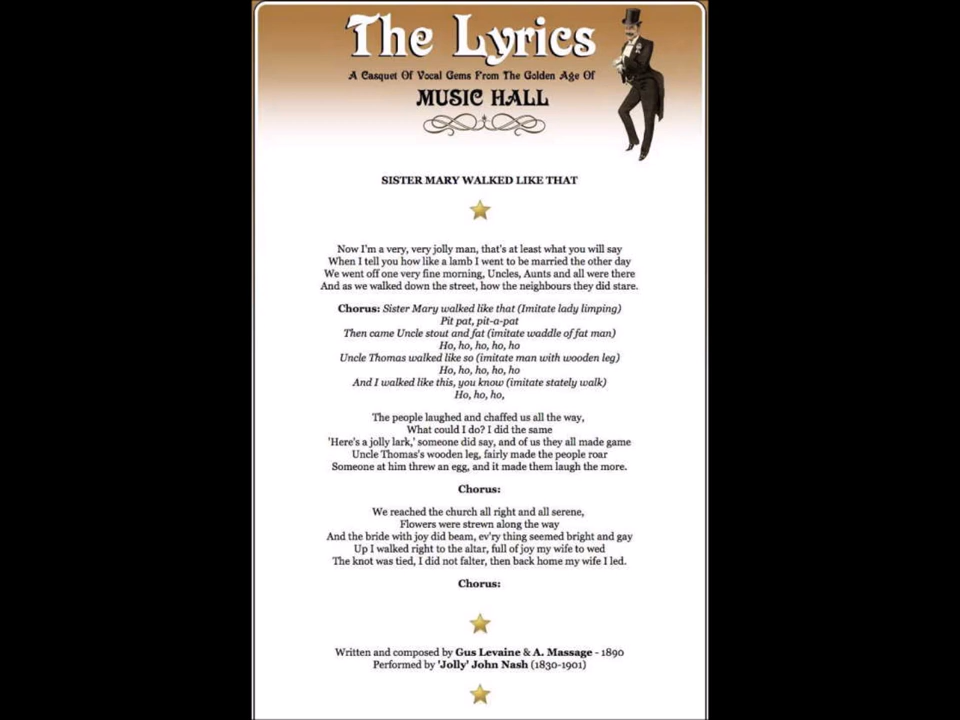 The Lyrics
A Casquet Of Vocal Gems From The Golden Age Of
MUSIC HALL
SISTER MARY WALKED LIKE THAT
Now I'm a very, very jolly man, that's at least what you will say
When I tell you how like a lamb I went to be married the other day
We went off one very fine morning, Uncles, Aunts and all were there
And as we walked down the street, how the neighbours they did stare.
Chorus: Sister Mary walked like that (Imitate lady limping)
Pit pat, pit-a-pat
Then came Uncle stout and fat (imitate waddle of fat man)
Ho, ho, ho, ho, ho
Uncle Thomas walked like so (imitate man with wooden leg)
Ho, ho, ho, ho, ho
And I walked like this, you know (imitate stately walk)
Ho, ho, ho,
The people laughed and chaffed us all the way,
What could I do? I did the same
'Here's a jolly lark,' someone did say, and of us they all made game
Uncle Thomas's wooden leg, fairly made the people roar
Someone at him threw an egg, and it made them laugh the more.
Chorus:
We reached the church all right and all serene,
Flowers were strewn along the way
And the bride with joy did beam, ev'ry thing seemed bright and gay
Up I walked right to the altar, full of joy my wife to wed
The knot was tied, I did not falter, then back home my wife I led.
Chorus:
Written and composed by Gus Levaine & A. Massage - 1890
Performed by 'Jolly' John Nash (1830-1901)